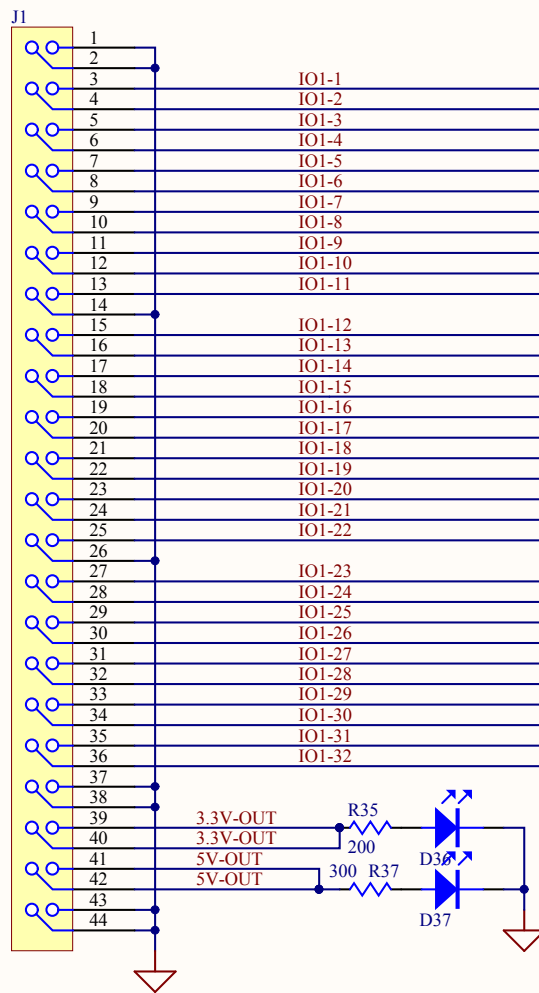 J1
1
2
3 IO1-1
4 IO1-2
5 IO1-3
6 IO1-4
7 IO1-5
8 IO1-6
9 IO1-7
10 IO1-8
11 IO1-9
12 IO1-10
13 IO1-11
14
15 IO1-12
16 IO1-13
17 IO1-14
18 IO1-15
19 IO1-16
20 IO1-17
21 IO1-18
22 IO1-19
23 IO1-20
24 IO1-21
25 IO1-22
26
27 IO1-23
28 IO1-24
29 IO1-25
30 IO1-26
31 IO1-27
32 IO1-28
33 IO1-29
34 IO1-30
35 IO1-31
36 IO1-32
37
38
39 3.3V-OUT R35
40 3.3V-OUT 200 D36
41 5V-OUT
42 5V-OUT 300 R37
43 D37
44